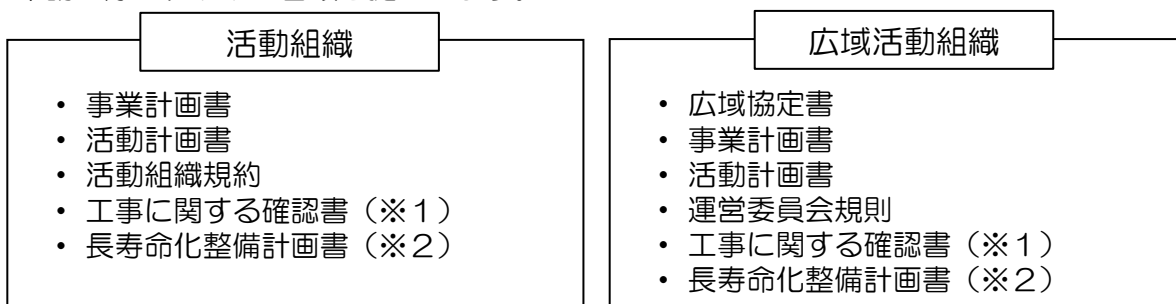 活動組織
・ 事業計画書
・ 活動計画書
・ 活動組織規約
・ 工事に関する確認書（※１）
・ 長寿命化整備計画書（※２）
広域活動組織
・ 広域協定書
・ 事業計画書
・ 活動計画書
・ 運営委員会規則
・ 工事に関する確認書（※１）
・ 長寿命化整備計画書（※２）